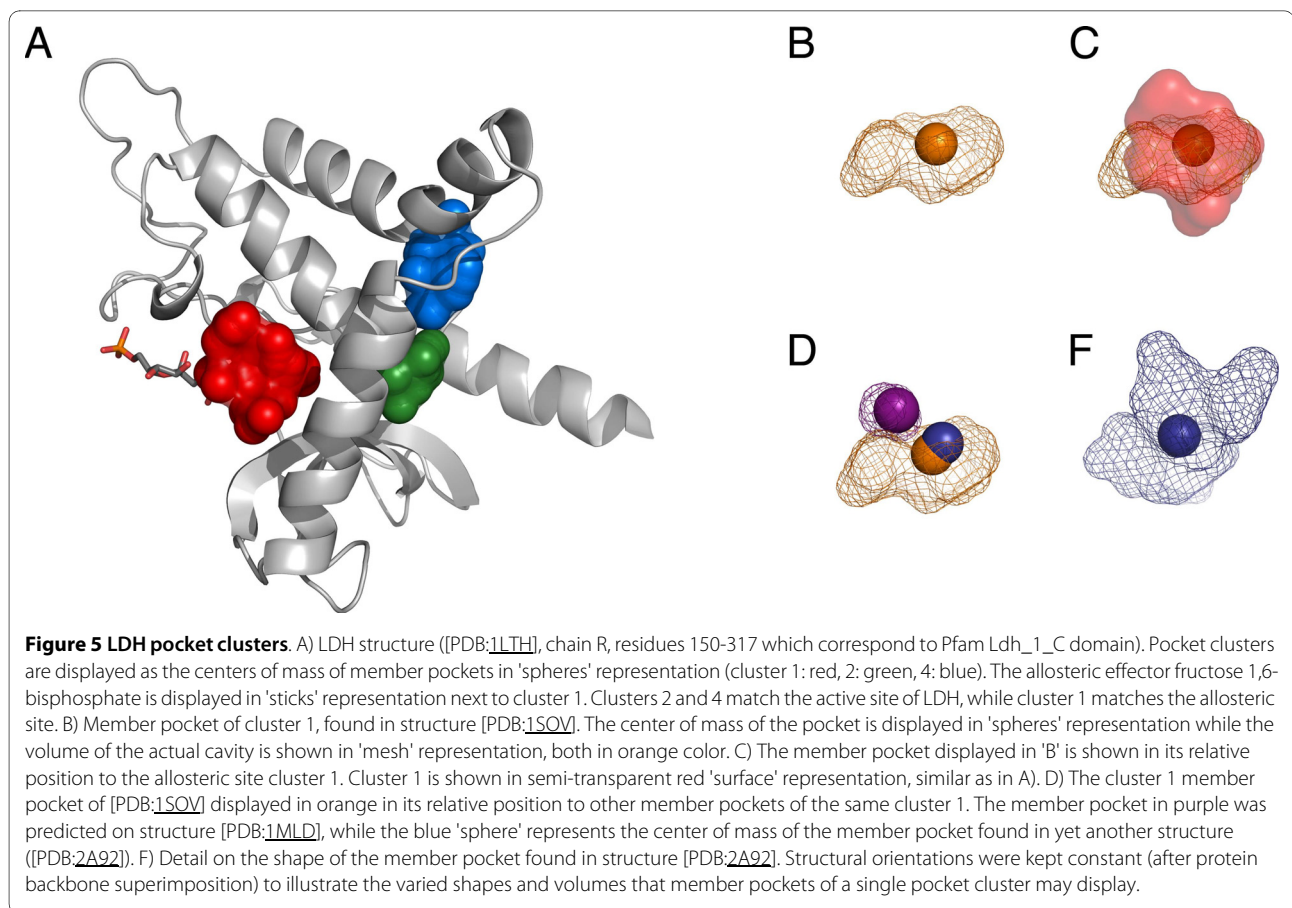 A
B
C
D
F
Figure 5 LDH pocket clusters. A) LDH structure ([PDB:1LTH], chain R, residues 150-317 which correspond to Pfam Ldh_1_C domain). Pocket clusters
are displayed as the centers of mass of member pockets in 'spheres' representation (cluster 1: red, 2: green, 4: blue). The allosteric effector fructose 1,6-
bisphosphate is displayed in 'sticks' representation next to cluster 1. Clusters 2 and 4 match the active site of LDH, while cluster 1 matches the allosteric
site. B) Member pocket of cluster 1, found in structure [PDB:1SOV]. The center of mass of the pocket is displayed in 'spheres' representation while the
volume of the actual cavity is shown in 'mesh' representation, both in orange color. C) The member pocket displayed in 'B' is shown in its relative
position to the allosteric site cluster 1. Cluster 1 is shown in semi-transparent red 'surface' representation, similar as in A). D) The cluster 1 member
pocket of [PDB:1SOV] displayed in orange in its relative position to other member pockets of the same cluster 1. The member pocket in purple was
predicted on structure [PDB:1MLD], while the blue 'sphere' represents the center of mass of the member pocket found in yet another structure
([PDB:2A92]). F) Detail on the shape of the member pocket found in structure [PDB:2A92]. Structural orientations were kept constant (after protein
backbone superimposition) to illustrate the varied shapes and volumes that member pockets of a single pocket cluster may display.